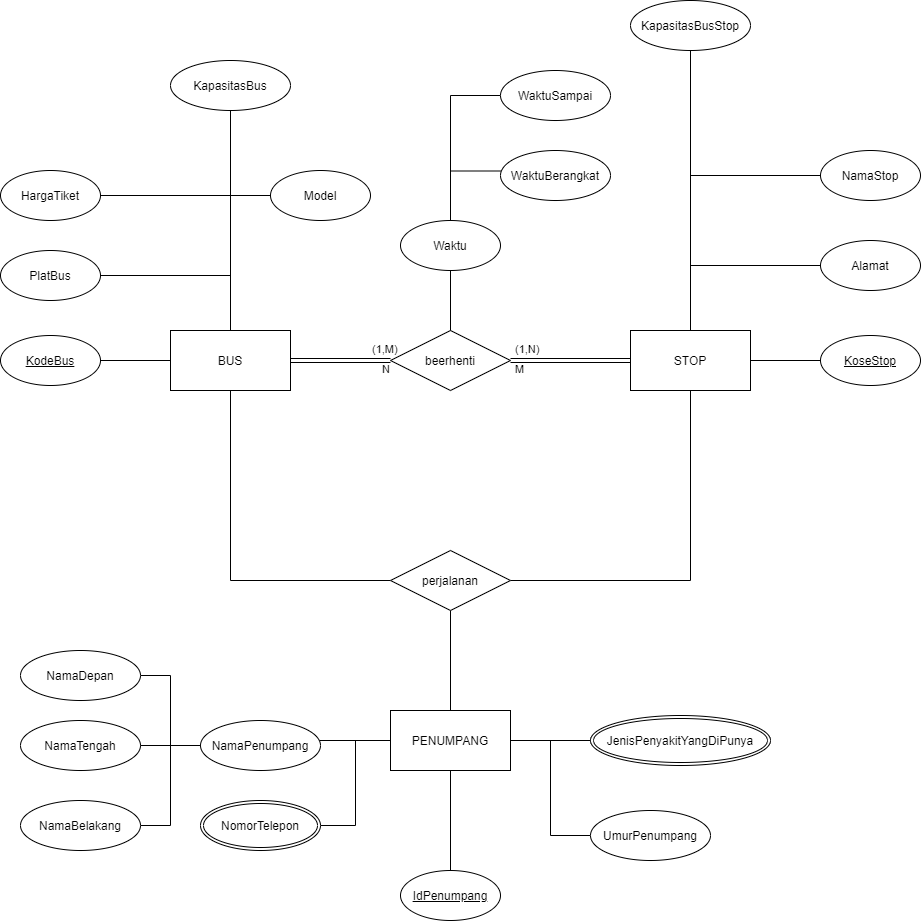 KapasitasBusStop
KapasitasBus
WaktuSampai
WaktuBerangkat
NamaStop
HargaTiket
Model
Waktu
Alamat
PlatBus
KodeBus
BUS
(1,M)
N
beerhenti
(1,N)
M
STOP
KoseStop
perjalanan
NamaDepan
NamaTengah
NamaPenumpang
PENUMPANG
JenisPenyakitYangDiPunya
NamaBelakang
NomorTelepon
UmurPenumpang
IdPenumpang